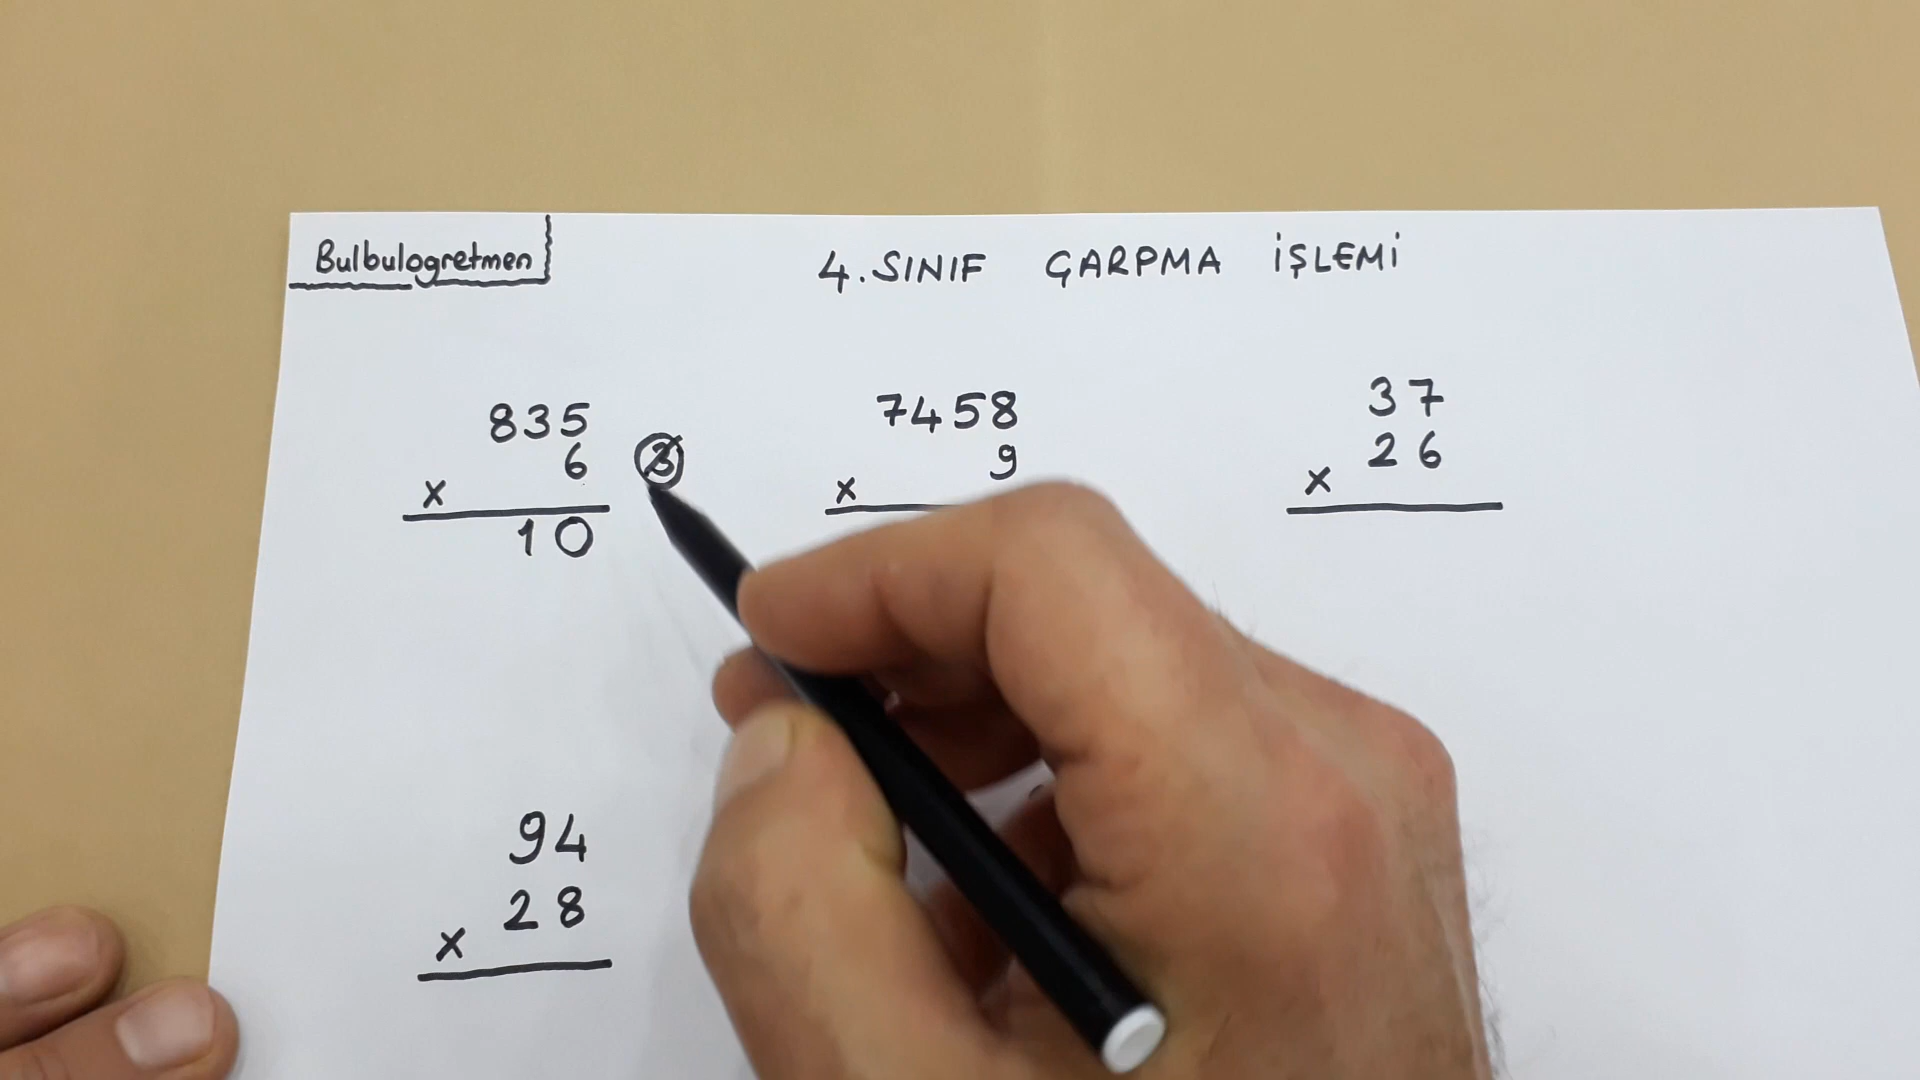 Bulbulogretmen
4. SINIF ÇARPMA İŞLEMİ
835
6
x
10
7458
9
x
37
26
x
94
28
x